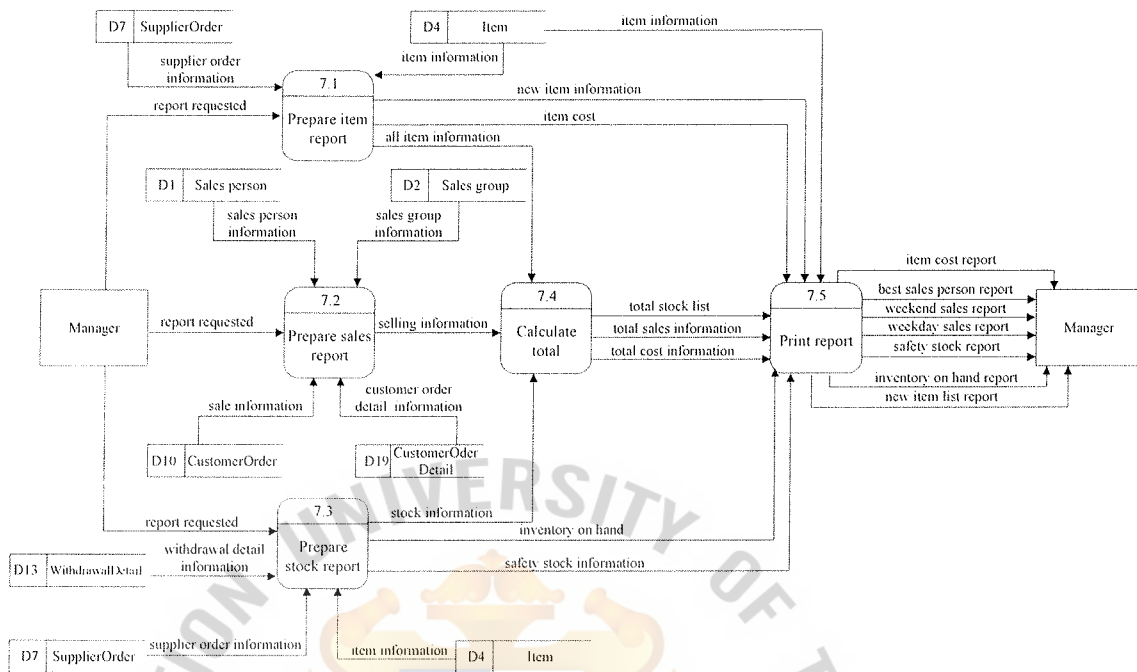 D7 SupplierOrder
D4 Item
item information
item information
supplier order
information
7.1
Prepare item
report
report requested
new item information
item cost
all item information
D1 Sales person
D2 Sales group
sales person
information
sales group
information
item cost report
Manager
report requested
7.2
Prepare sales
report
selling information
7.4
Calculate
total
total stock list
total sales information
total cost information
7.5
Print report
best sales person report
weekend sales report
weekday sales report
safety stock report
Manager
inventory on hand report
new item list report
sale information
customer order
detail information
D10 CustomerOrder
D19 CustomerOder
Detail
report requested
7.3
Prepare
stock report
stock information
inventory on hand
safety stock information
D13 WithdrawalDetail
withdrawal detail
information
D7 SupplierOrder
supplier order information
item information
D4 Item
UNIVERSITY OF